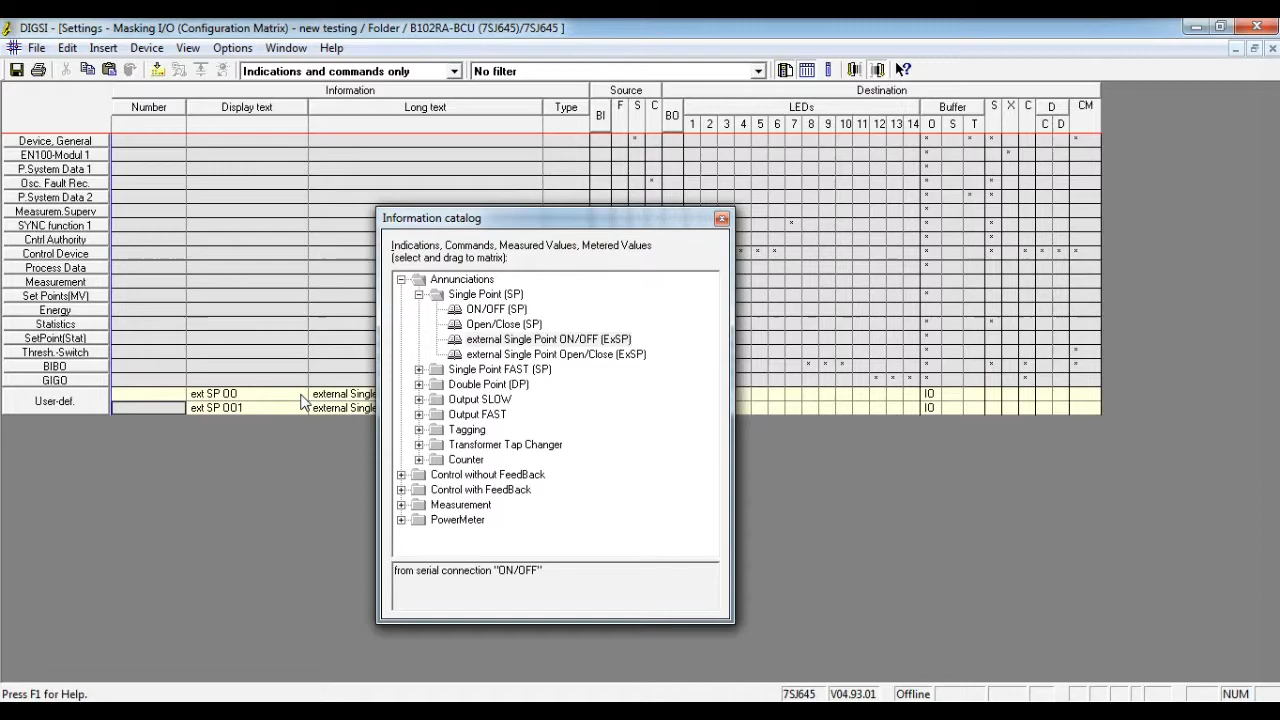 DIGSI - [Settings - Masking I/O (Configuration Matrix) - new testing / Folder / B102RA-BCU (7SJ645)/7SJ645 ]
File Edit Insert Device View Options Window Help
Indications and commands only No filter
Information Source Destination
Number Display text Long text Type BI F S C BO LEDs Buffer S X C D CM
1 2 3 4 5 6 7 8 9 10 11 12 13 14 O S T C D
Device, General
EN100-Modul 1
P.System Data 1
Osc. Fault Rec.
P.System Data 2
Measurem.Superv
SYNC function 1
Cntrl Authority
Control Device
Process Data
Measurement
Set Points(MV)
Energy
Statistics
SetPoint(Stat)
Thresh.-Switch
BIBO
GIGO
User-def.
ext SP OO external Single IO
ext SP OO1 external Single IO
Information catalog
Indications, Commands, Measured Values, Metered Values
(select and drag to matrix):
Annunciations
Single Point (SP)
ON/OFF (SP)
Open/Close (SP)
external Single Point ON/OFF (ExSP)
external Single Point Open/Close (ExSP)
Single Point FAST (SP)
Double Point (DP)
Output SLOW
Output FAST
Tagging
Transformer Tap Changer
Counter
Control without FeedBack
Control with FeedBack
Measurement
PowerMeter
from serial connection "ON/OFF"
Press F1 for Help. 7SJ645 V04.93.01 Offline NUM